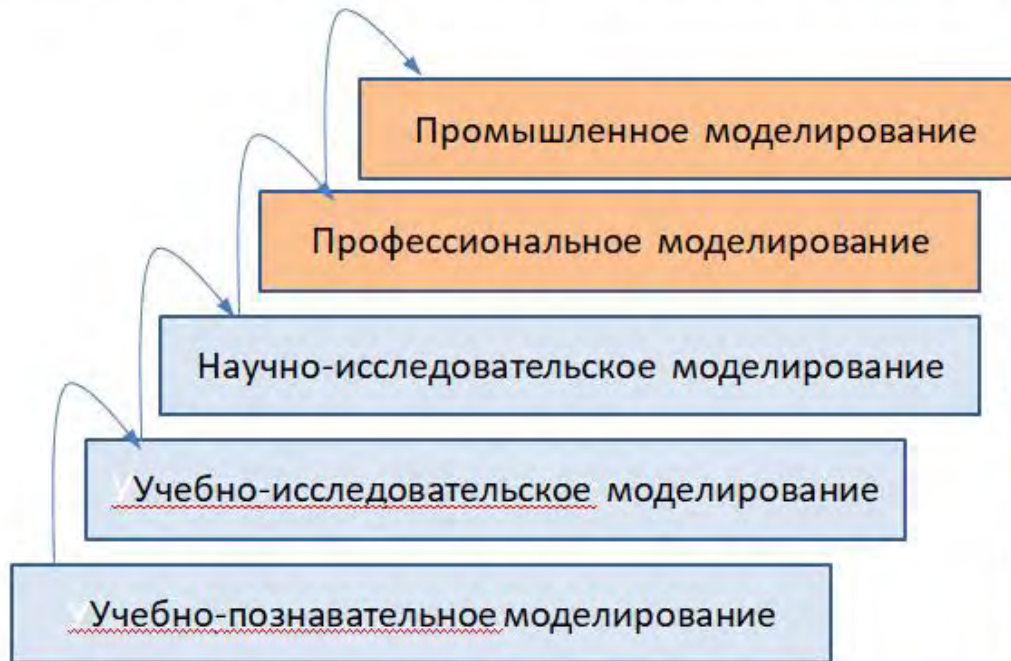 Промышленное моделирование
Профессиональное моделирование
Научно-исследовательское моделирование
Учебно-исследовательское моделирование
Учебно-познавательное моделирование